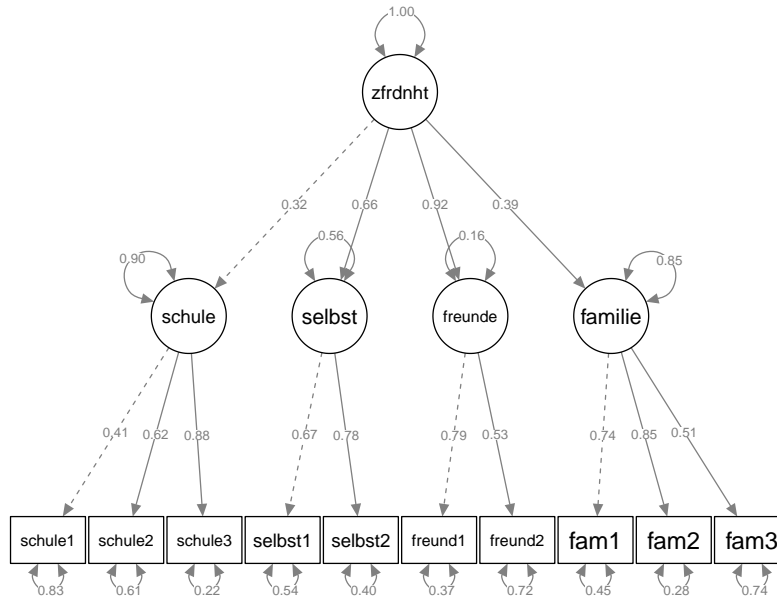 1.00
zfrdnht
0.32 0.66 0.92 0.39
0.90 0.56 0.16 0.85
schule selbst freunde familie
0.41 0.62 0.88 0.67 0.78 0.79 0.53 0.74 0.85 0.51
schule1 schule2 schule3 selbst1 selbst2 freund1 freund2 fam1 fam2 fam3
0.83 0.61 0.22 0.54 0.40 0.37 0.72 0.45 0.28 0.74